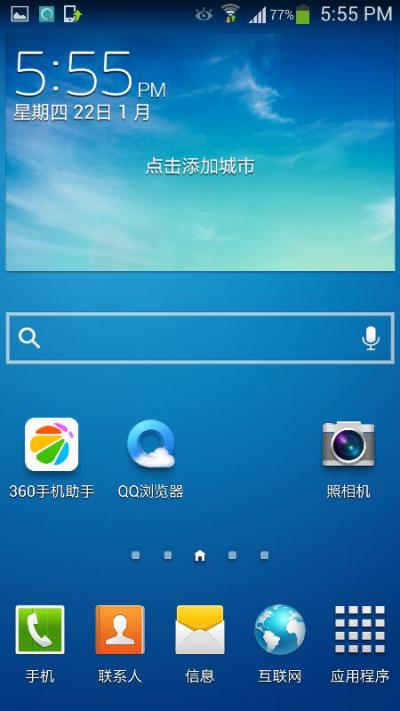 77% 5:55 PM
5:55 PM
星期四 22日 1 月
点击添加城市
360手机助手
QQ浏览器
照相机
手机
联系人
信息
互联网
应用程序